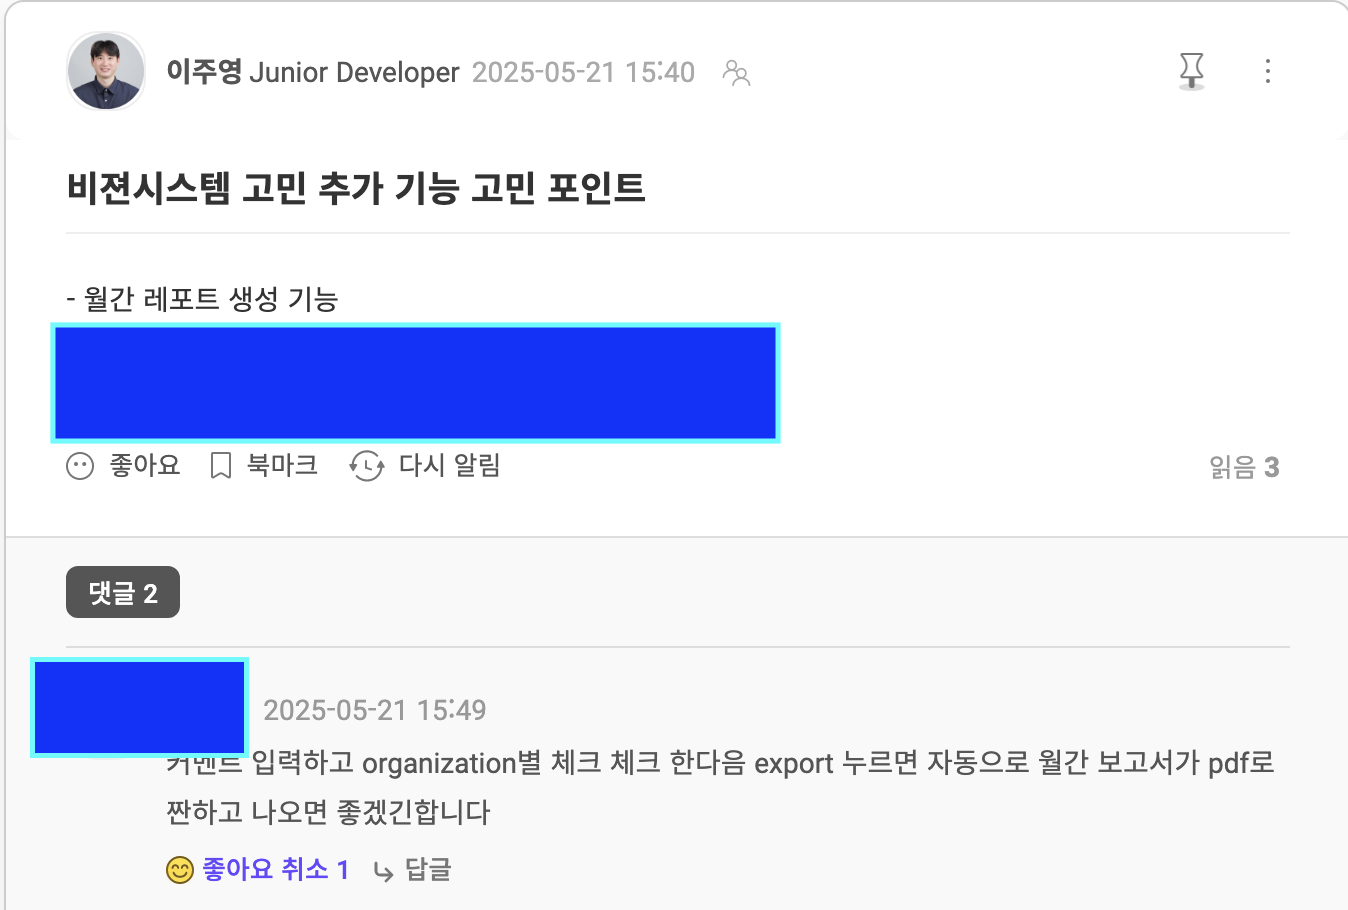 이주영 Junior Developer 2025-05-21 15:40
비젼시스템 고민 추가 기능 고민 포인트
- 월간 레포트 생성 기능
좋아요 북마크 다시 알림 읽음 3
댓글 2
2025-05-21 15:49
커멘트 입력하고 organization별 체크 체크 한다음 export 누르면 자동으로 월간 보고서가 pdf로
짠하고 나오면 좋겠긴합니다
좋아요 취소 1 답글